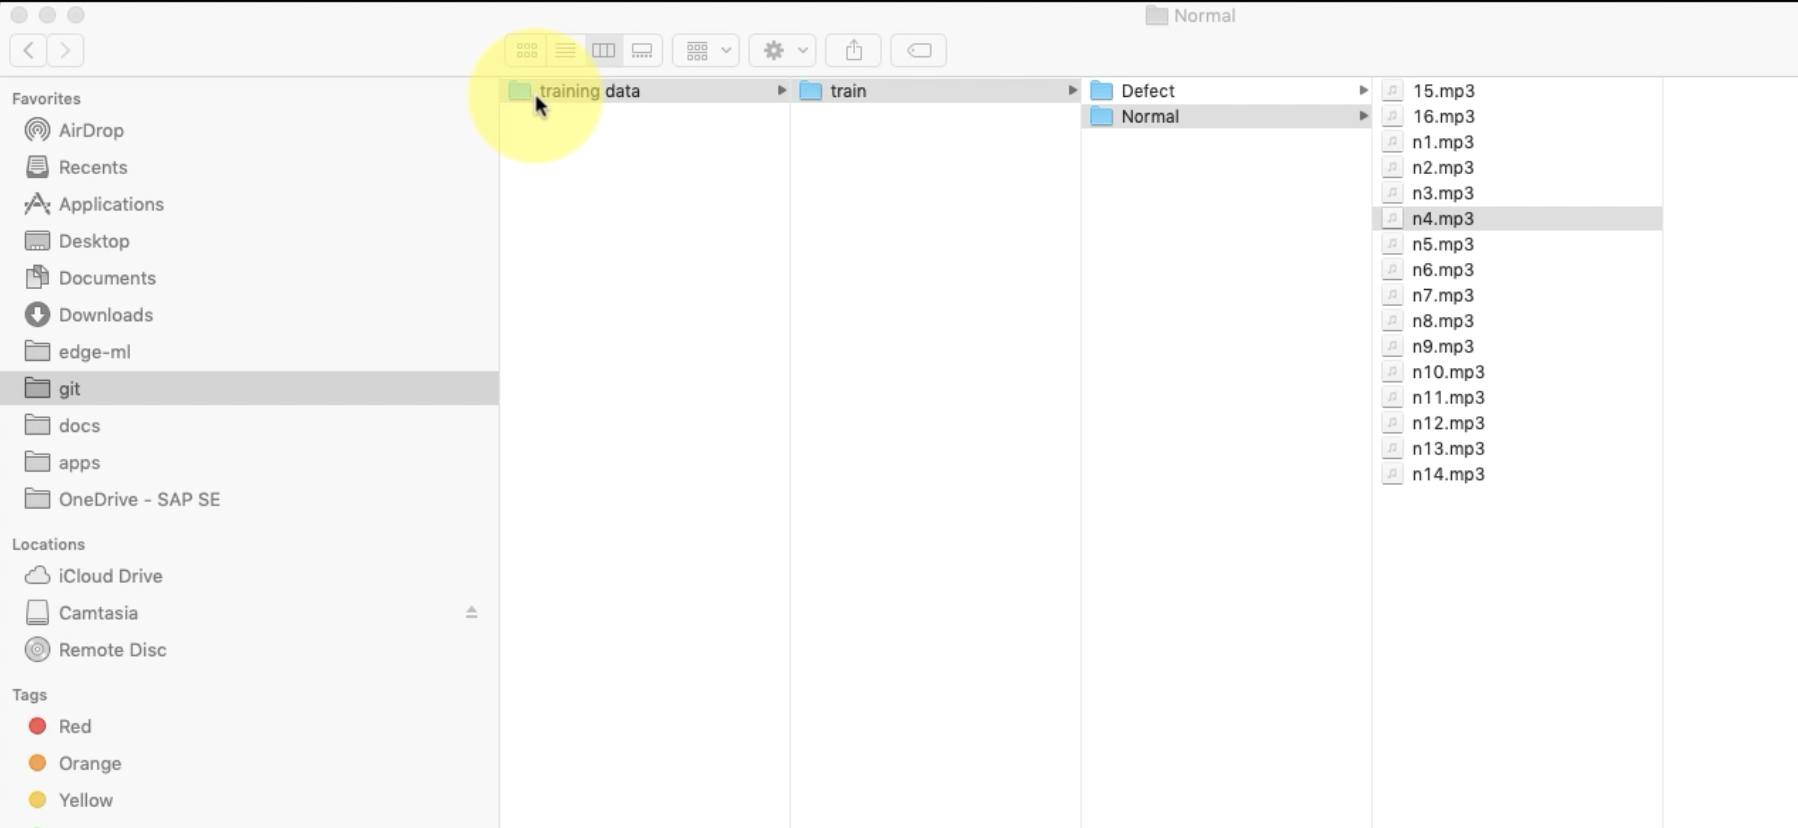 Normal
Favorites
AirDrop
Recents
Applications
Desktop
Documents
Downloads
edge-ml
git
docs
apps
OneDrive - SAP SE
Locations
iCloud Drive
Camtasia
Remote Disc
Tags
Red
Orange
Yellow
training data
train
Defect
Normal
15.mp3
16.mp3
n1.mp3
n2.mp3
n3.mp3
n4.mp3
n5.mp3
n6.mp3
n7.mp3
n8.mp3
n9.mp3
n10.mp3
n11.mp3
n12.mp3
n13.mp3
n14.mp3